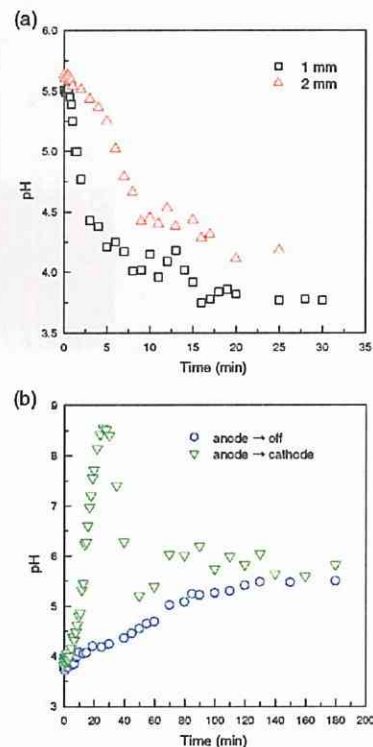 (a)
6.0
5.5
5.0
4.5
4.0
3.5
pH
1 mm
2 mm
0 5 10 15 20 25 30 35
Time (min)
(b)
9
8
7
6
5
4
3
pH
anode → off
anode → cathode
0 20 40 60 80 100 120 140 160 180 200
Time (min)